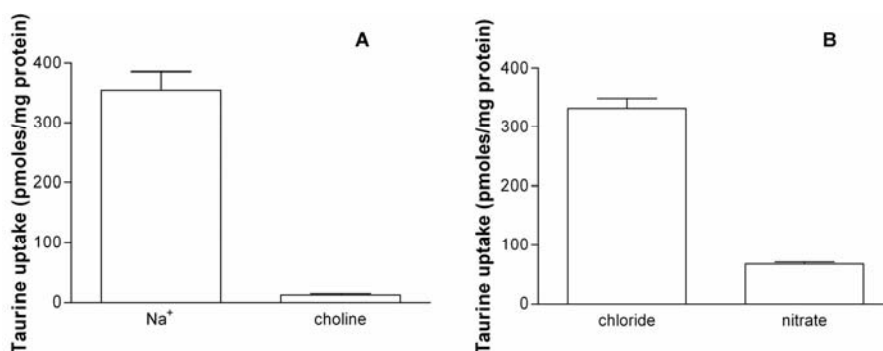 A
Taurine uptake (pmoles/mg protein)
400
300
200
100
0
Na⁺
choline
B
Taurine uptake (pmoles/mg protein)
400
300
200
100
0
chloride
nitrate